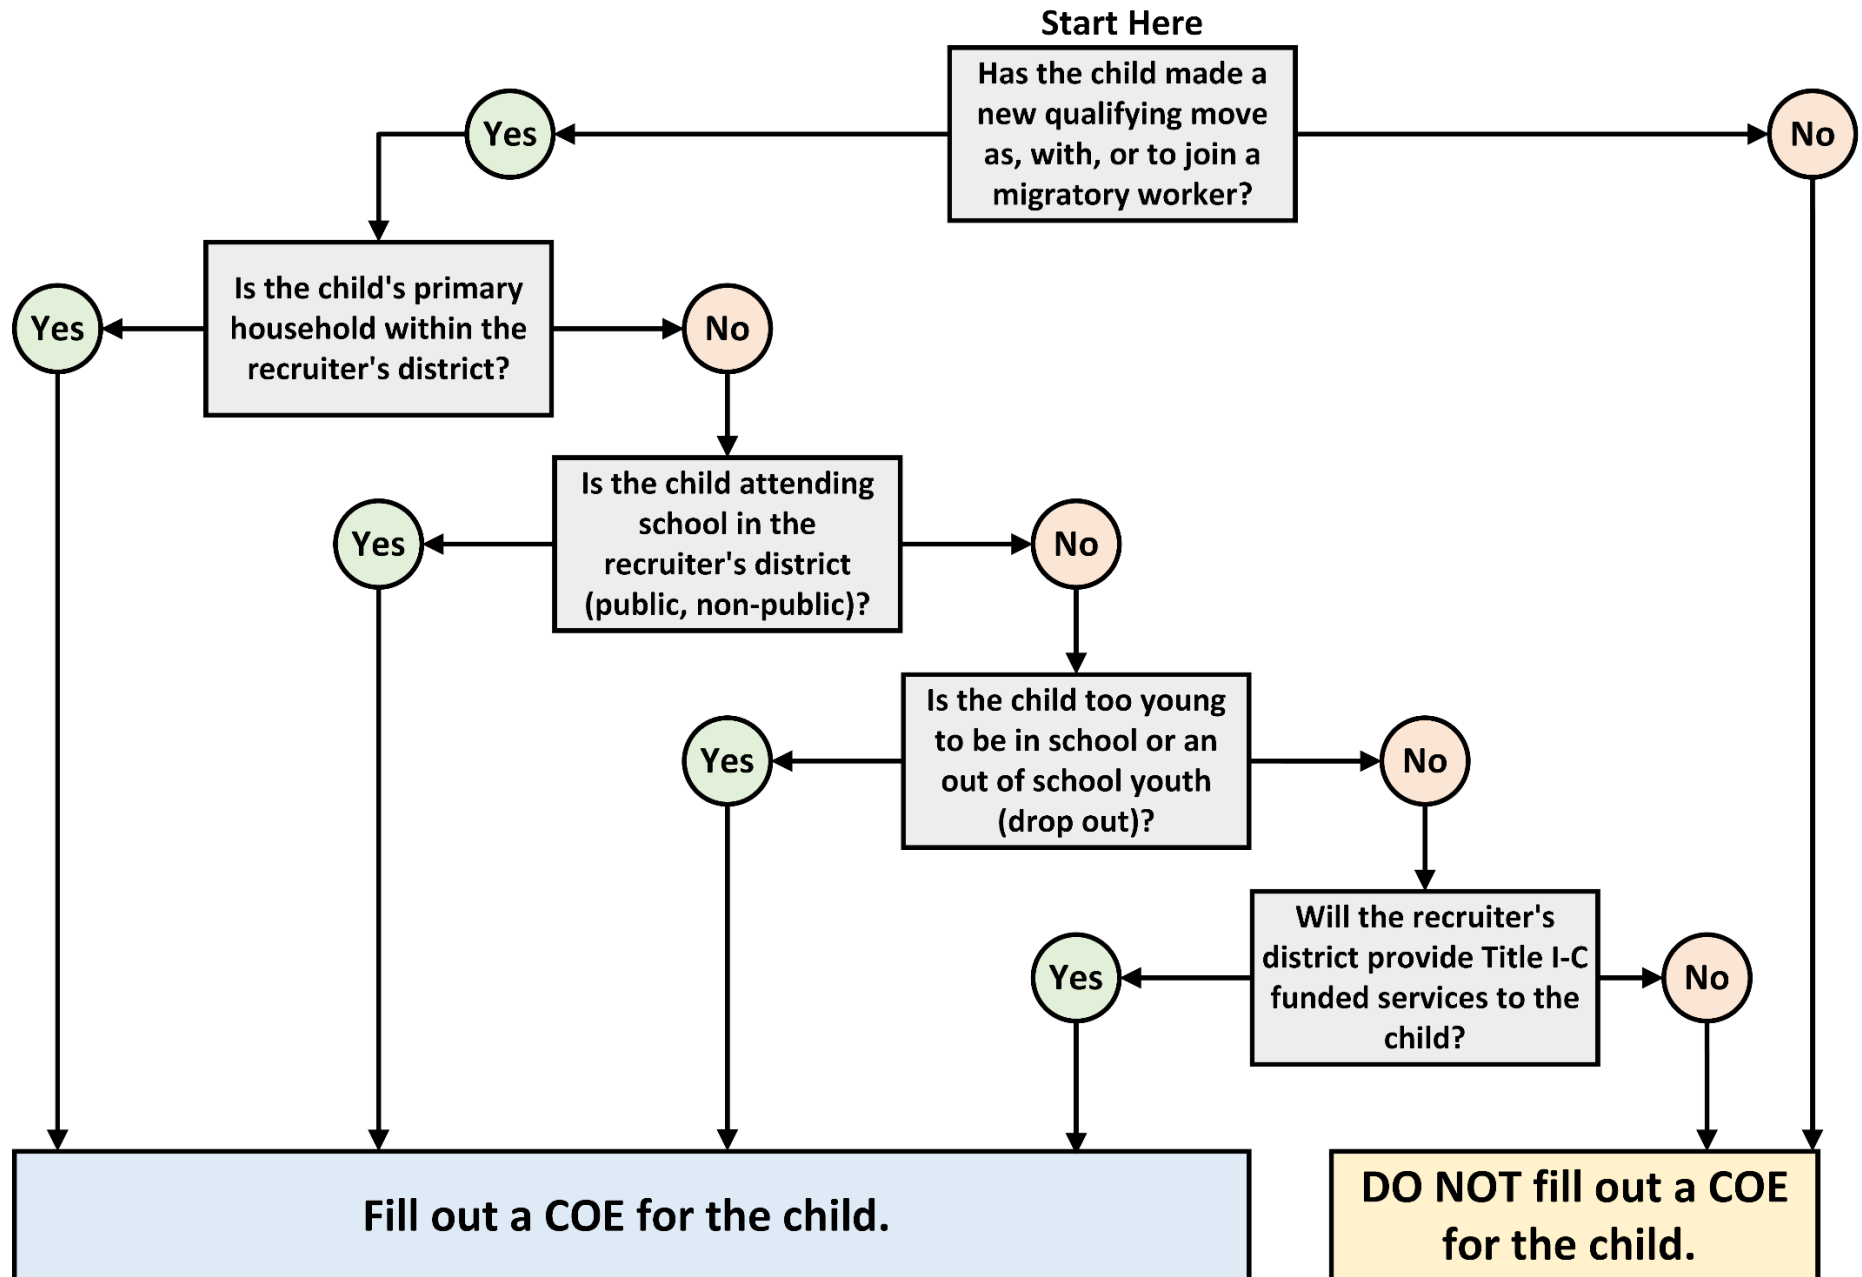 Start Here
Has the child made a
new qualifying move
as, with, or to join a
migratory worker?
Yes
No
Is the child's primary
household within the
recruiter's district?
Yes
No
Is the child attending
school in the
recruiter's district
(public, non-public)?
Yes
No
Is the child too young
to be in school or an
out of school youth
(drop out)?
Yes
No
Will the recruiter's
district provide Title I-C
funded services to the
child?
Yes
No
Fill out a COE for the child.
DO NOT fill out a COE
for the child.